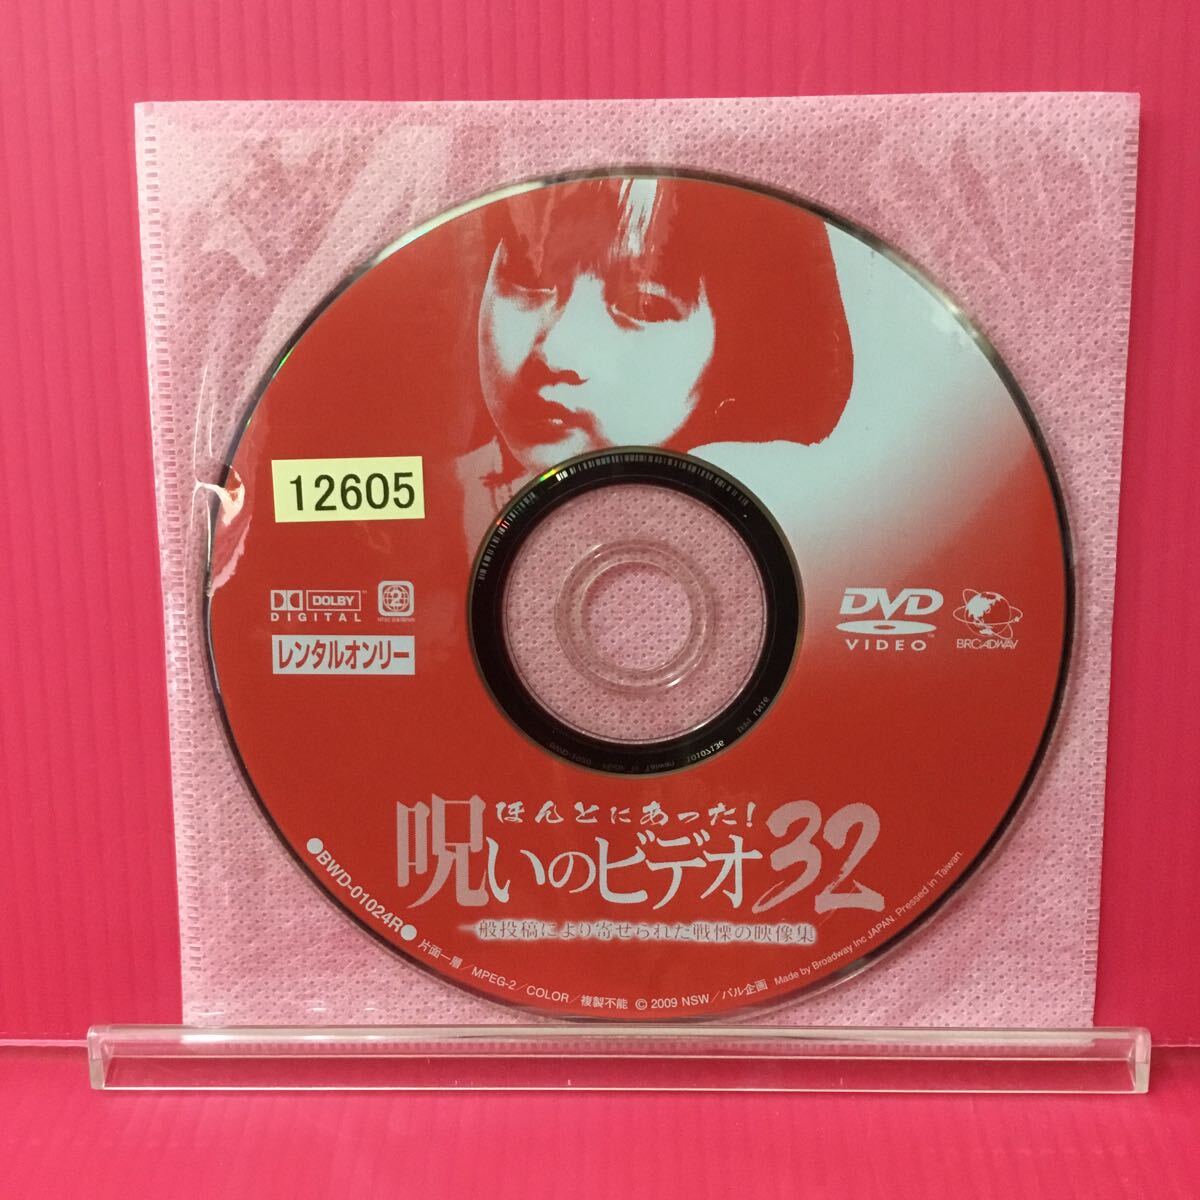 12605
DOLBY
DIGITAL
レンタルオンリー
DVD
VIDEO
BROADWAY
ほんとにあった!
呪いのビデオ32
一般投稿により寄せられた戦慄の映像集
●BWD-01024R●
片面一層/MPEG-2/COLOR/複製不能 © 2009 NSW/パル企画 Made by Broadway Inc JAPAN. Pressed in Taiwan.